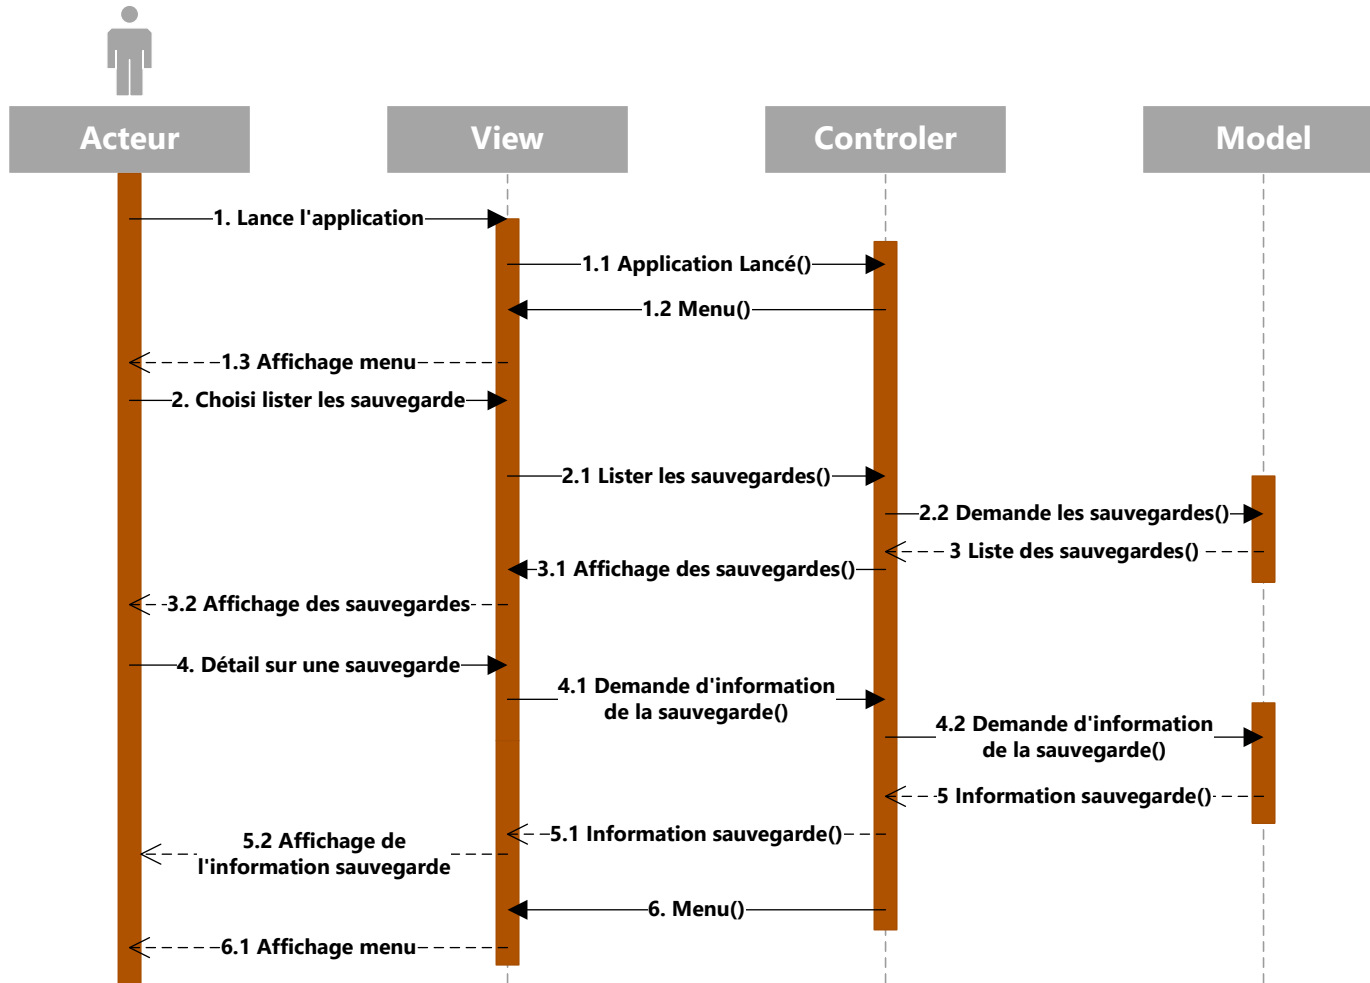 Acteur
View
Controler
Model
1. Lance l'application
1.1 Application Lancé()
1.2 Menu()
1.3 Affichage menu
2. Choisi lister les sauvegarde
2.1 Lister les sauvegardes()
2.2 Demande les sauvegardes()
3 Liste des sauvegardes()
3.1 Affichage des sauvegardes()
3.2 Affichage des sauvegardes
4. Détail sur une sauvegarde
4.1 Demande d'information
de la sauvegarde()
4.2 Demande d'information
de la sauvegarde()
5 Information sauvegarde()
5.1 Information sauvegarde()
5.2 Affichage de
l'information sauvegarde
6. Menu()
6.1 Affichage menu